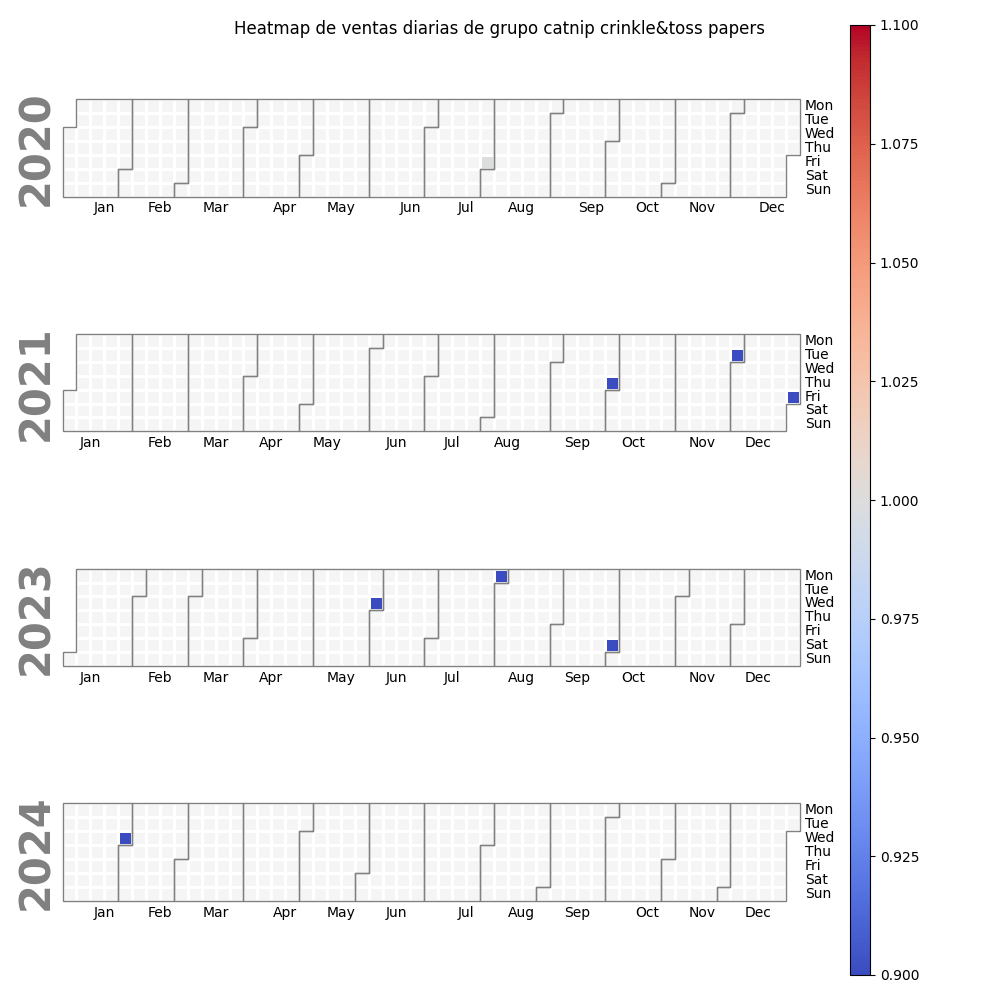 Heatmap de ventas diarias de grupo catnip crinkle&toss papers
2020
Mon
Tue
Wed
Thu
Fri
Sat
Sun
Jan Feb Mar Apr May Jun Jul Aug Sep Oct Nov Dec
2021
Mon
Tue
Wed
Thu
Fri
Sat
Sun
Jan Feb Mar Apr May Jun Jul Aug Sep Oct Nov Dec
2023
Mon
Tue
Wed
Thu
Fri
Sat
Sun
Jan Feb Mar Apr May Jun Jul Aug Sep Oct Nov Dec
2024
Mon
Tue
Wed
Thu
Fri
Sat
Sun
Jan Feb Mar Apr May Jun Jul Aug Sep Oct Nov Dec
1.100
1.075
1.050
1.025
1.000
0.975
0.950
0.925
0.900